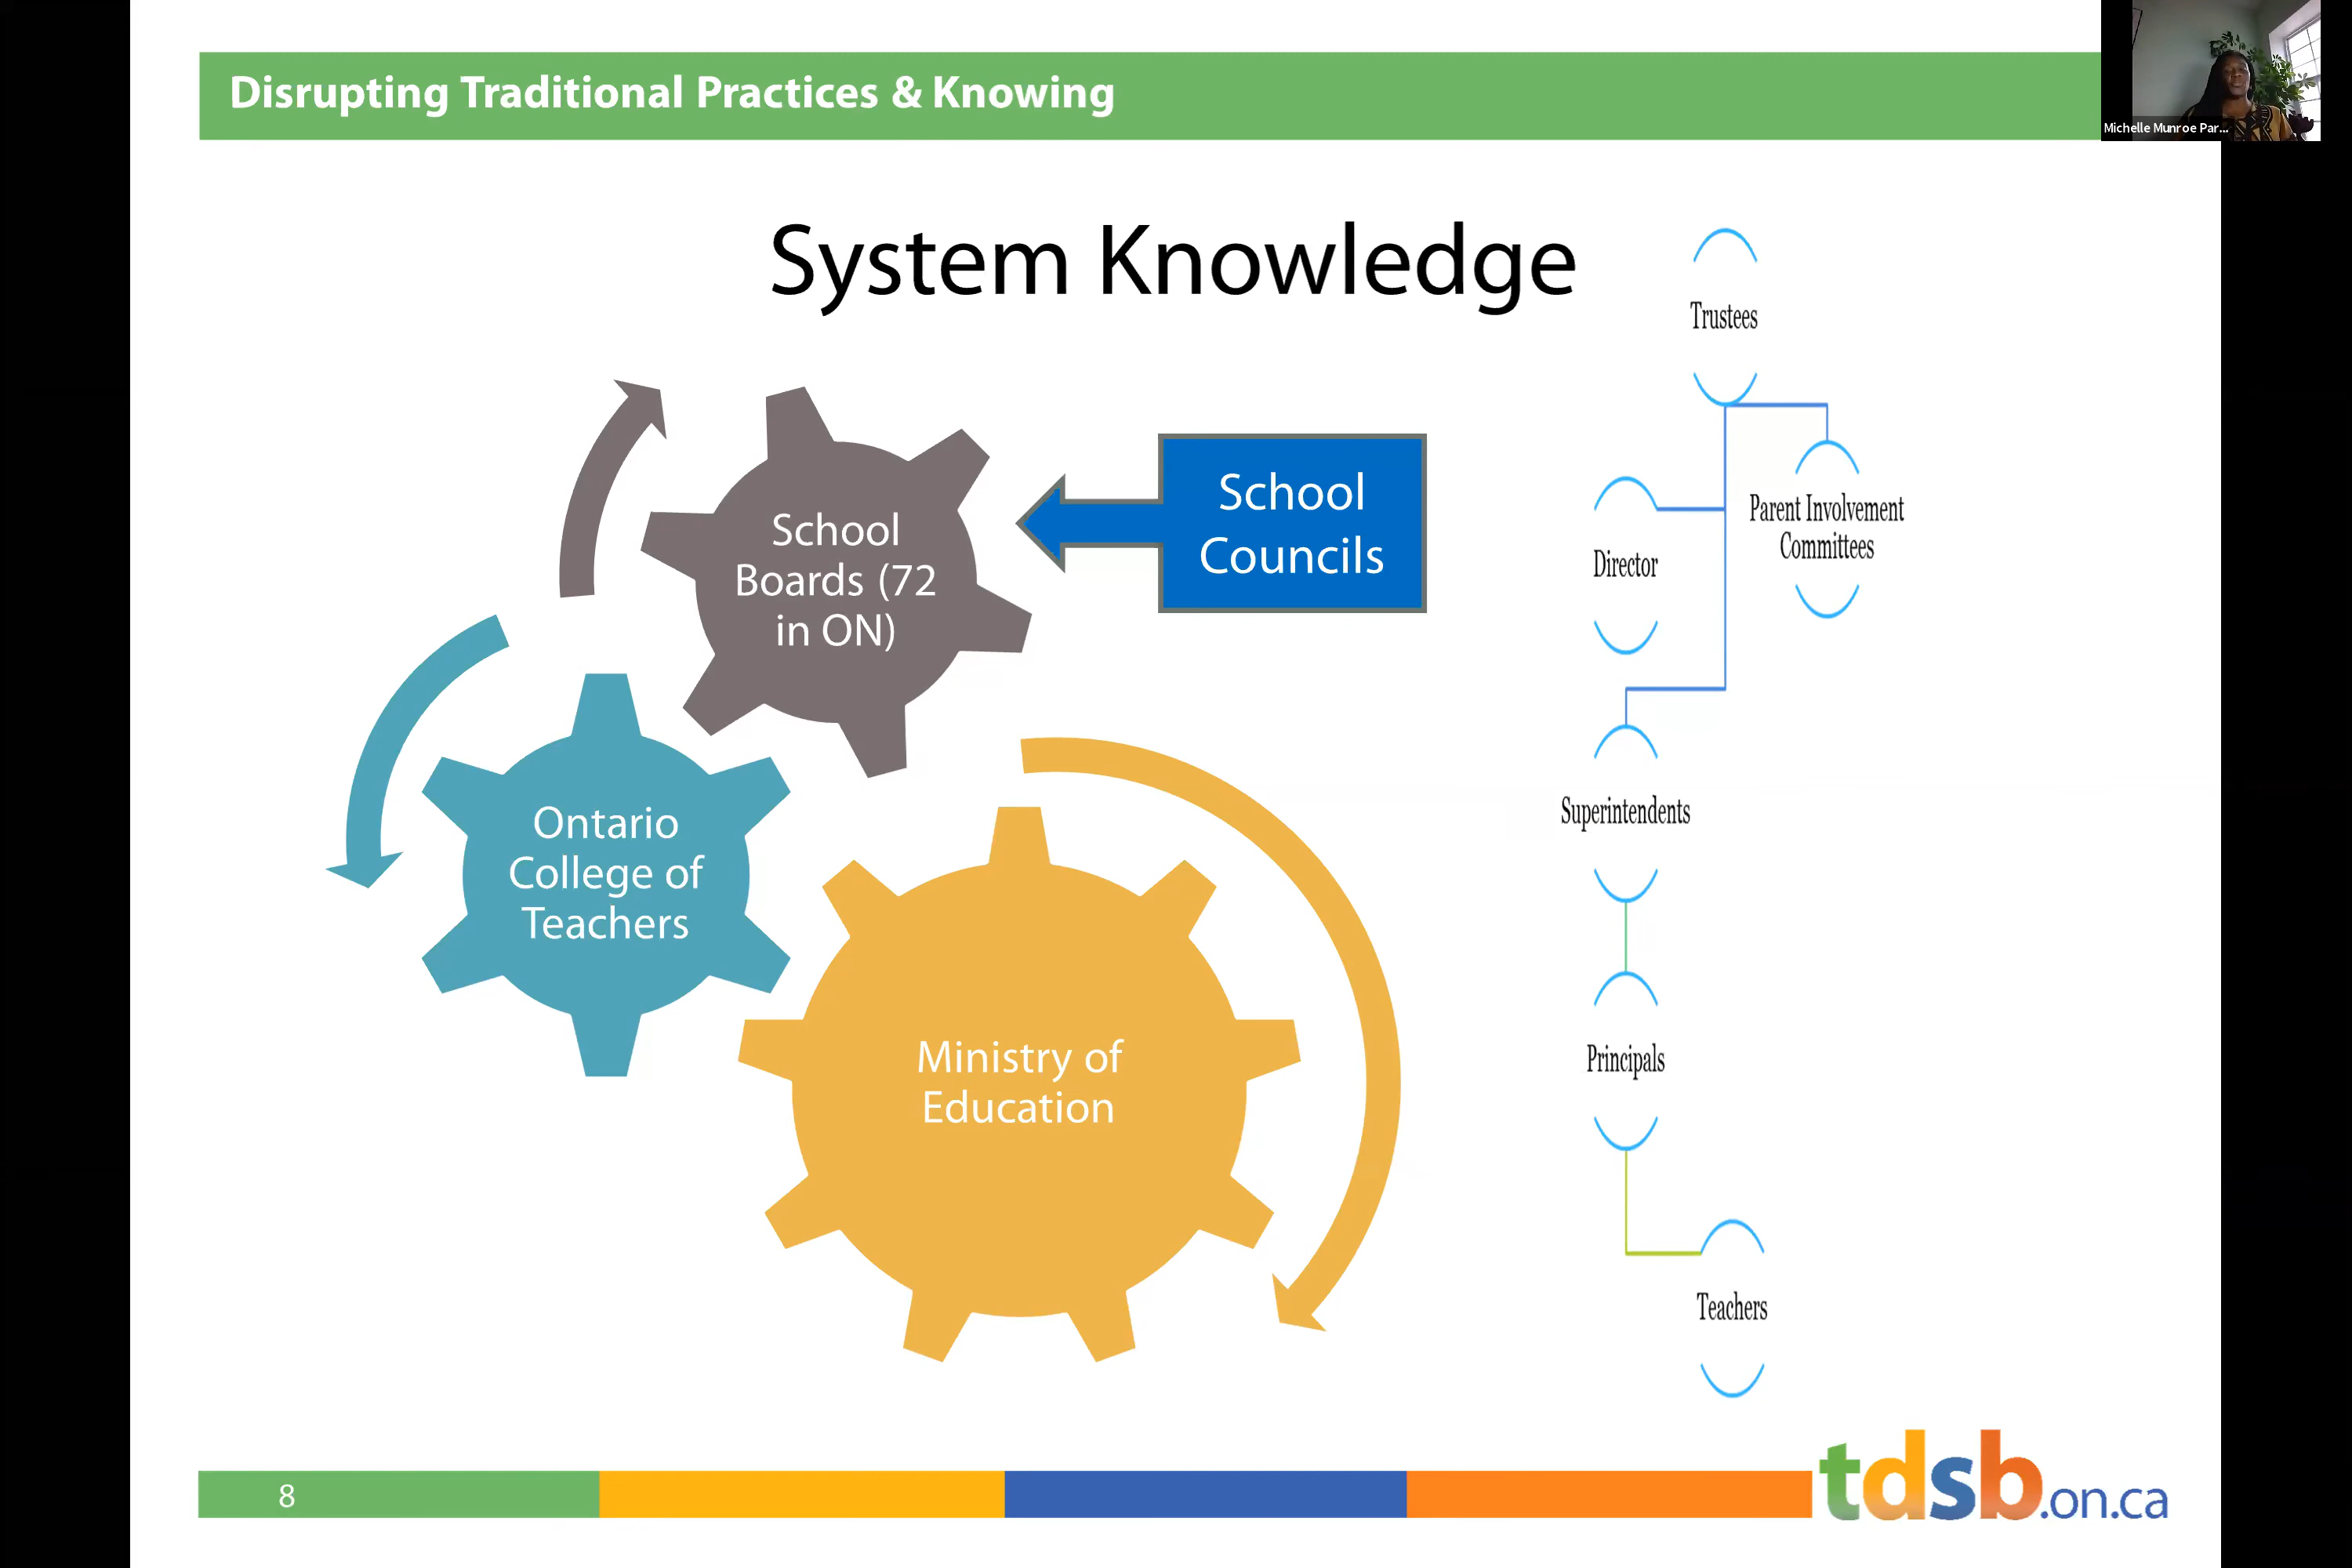 Disrupting Traditional Practices & Knowing
Michelle Munroe Par...
System Knowledge
School
Boards (72
in ON)
School
Councils
Ontario
College of
Teachers
Ministry of
Education
Trustees
Parent Involvement
Committees
Director
Superintendents
Principals
Teachers
8
tdsb.on.ca